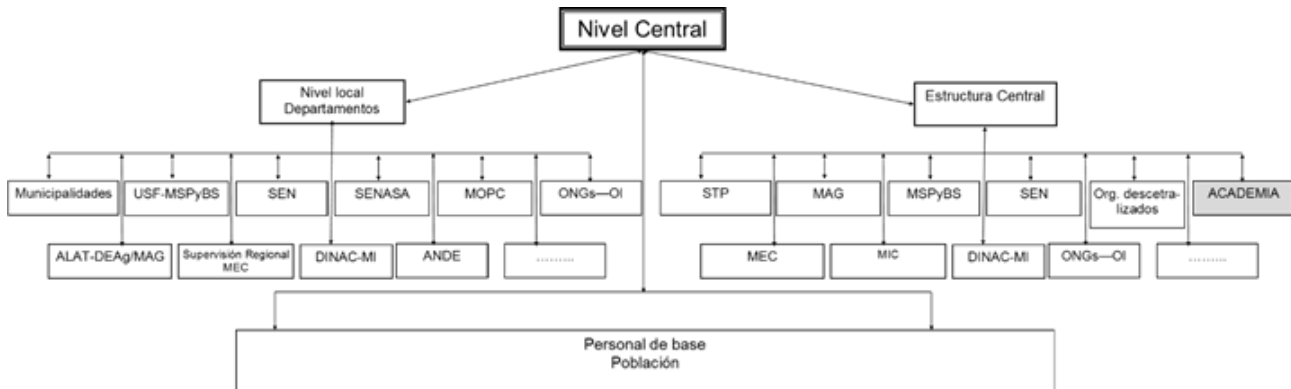 Nivel Central
Nivel local
Departamentos
Estructura Central
Municipalidades
USF-MSPyBS
SEN
SENASA
MOPC
ONGs—OI
STP
MAG
MSPyBS
SEN
Org. descetra-
lizados
ACADEMIA
ALAT-DEAg/MAG
Supervisión Regional
MEC
DINAC-MI
ANDE
.........
MEC
MIC
DINAC-MI
ONGs—OI
.........
Personal de base
Población